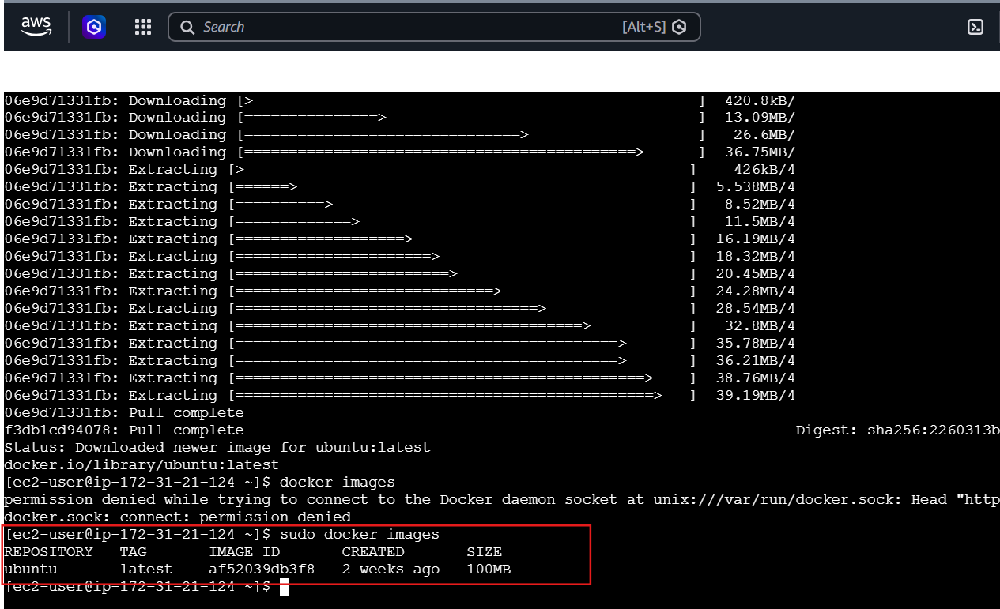 aws
Search [Alt+S]
06e9d71331fb: Downloading [> ] 420.8kB/
06e9d71331fb: Downloading [===============> ] 13.09MB/
06e9d71331fb: Downloading [===============================> ] 26.6MB/
06e9d71331fb: Downloading [============================================> ] 36.75MB/
06e9d71331fb: Extracting [> ] 426kB/4
06e9d71331fb: Extracting [======> ] 5.538MB/4
06e9d71331fb: Extracting [==========> ] 8.52MB/4
06e9d71331fb: Extracting [=============> ] 11.5MB/4
06e9d71331fb: Extracting [===================> ] 16.19MB/4
06e9d71331fb: Extracting [======================> ] 18.32MB/4
06e9d71331fb: Extracting [========================> ] 20.45MB/4
06e9d71331fb: Extracting [=============================> ] 24.28MB/4
06e9d71331fb: Extracting [==================================> ] 28.54MB/4
06e9d71331fb: Extracting [=======================================> ] 32.8MB/4
06e9d71331fb: Extracting [===========================================> ] 35.78MB/4
06e9d71331fb: Extracting [===========================================> ] 36.21MB/4
06e9d71331fb: Extracting [==============================================> ] 38.76MB/4
06e9d71331fb: Extracting [===============================================> ] 39.19MB/4
06e9d71331fb: Pull complete
f3db1cd94078: Pull complete Digest: sha256:2260313b
Status: Downloaded newer image for ubuntu:latest
docker.io/library/ubuntu:latest
[ec2-user@ip-172-31-21-124 ~]$ docker images
permission denied while trying to connect to the Docker daemon socket at unix:///var/run/docker.sock: Head "http
docker.sock: connect: permission denied
[ec2-user@ip-172-31-21-124 ~]$ sudo docker images
REPOSITORY TAG IMAGE ID CREATED SIZE
ubuntu latest af52039db3f8 2 weeks ago 100MB
[ec2-user@ip-172-31-21-124 ~]$